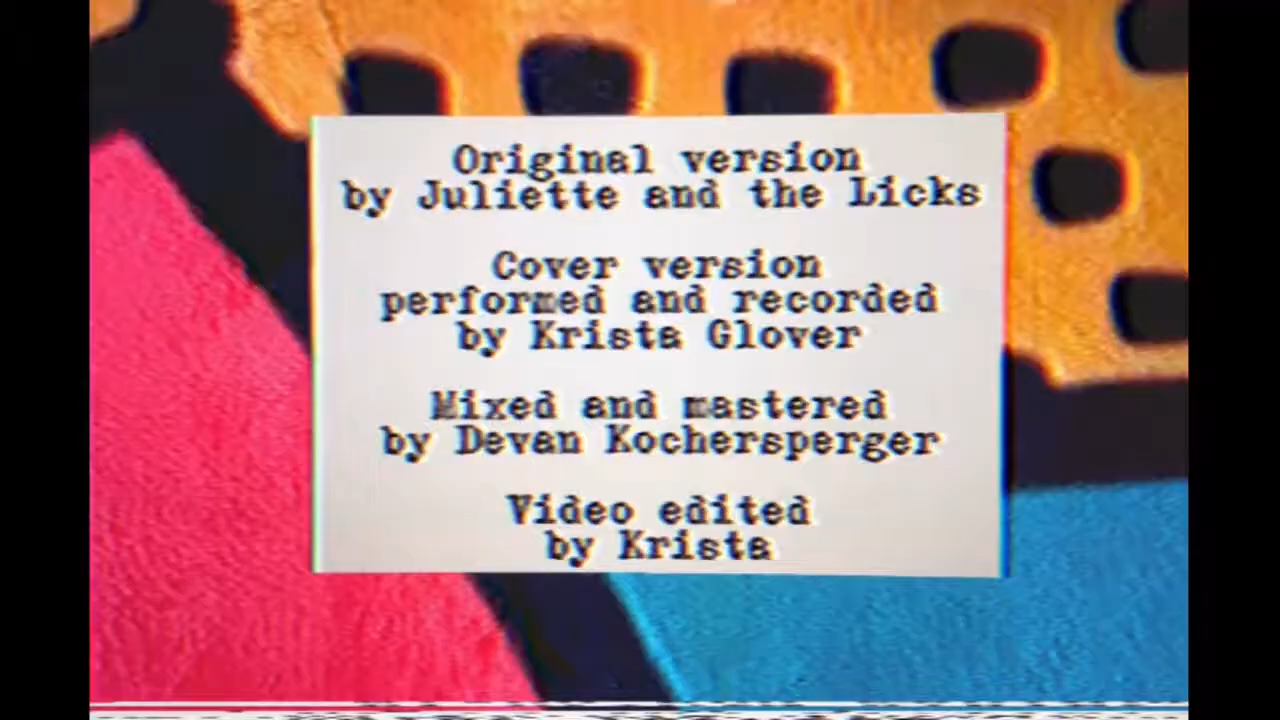 Original version
by Juliette and the Licks
Cover version
performed and recorded
by Krista Glover
Mixed and mastered
by Devan Kochersperger
Video edited
by Krista